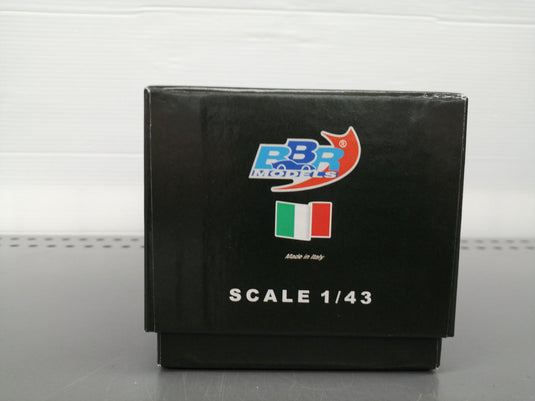 BBR®
MODELS
Made in Italy
SCALE 1/43